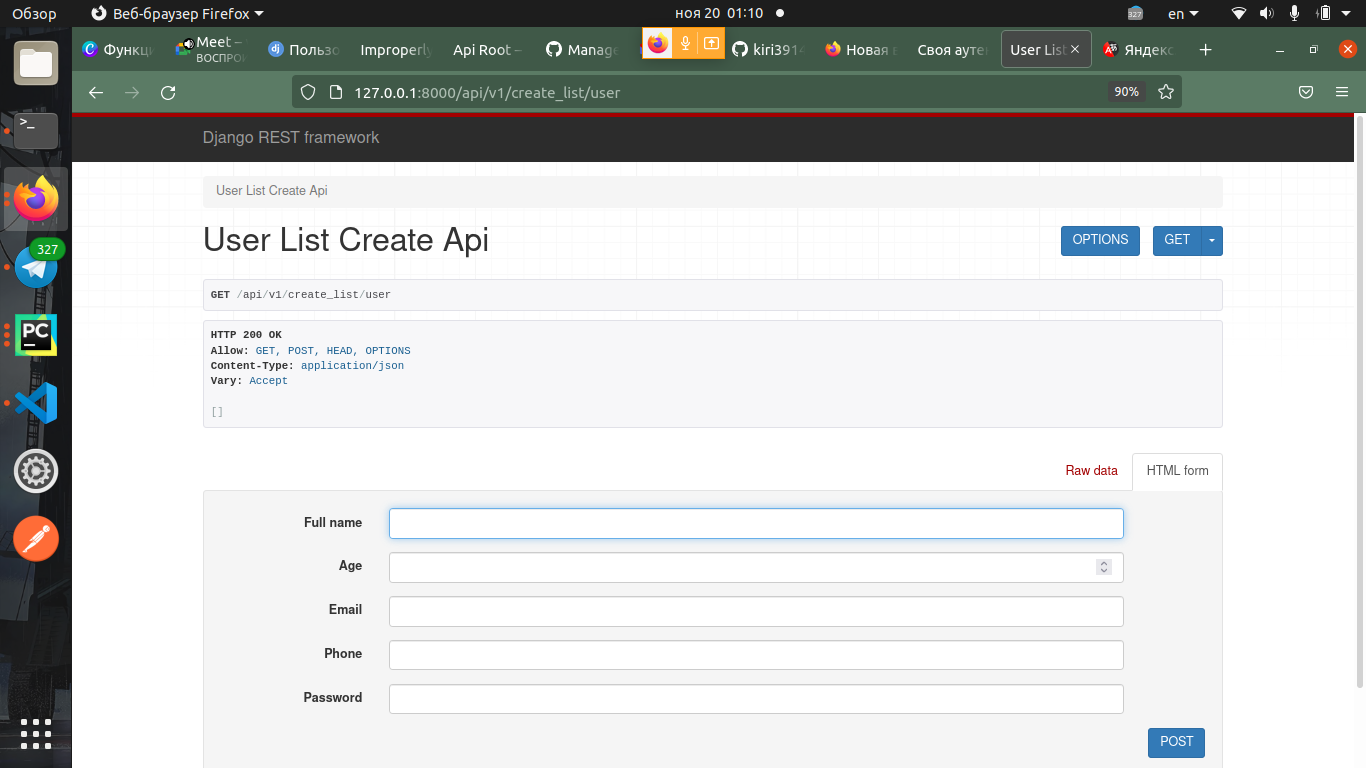 Обзор
Веб-браузер Firefox
ноя 20 01:10
327
en
Функц
Meet –
ВОСПРОИ
Пользо
Improperly
Api Root –
Manage
kiri3914
Новая в
Своя ауте
User List
Яндекс
127.0.0.1:8000/api/v1/create_list/user
90%
Django REST framework
User List Create Api
User List Create Api
OPTIONS
GET
GET /api/v1/create_list/user
HTTP 200 OK
Allow: GET, POST, HEAD, OPTIONS
Content-Type: application/json
Vary: Accept
[]
Raw data
HTML form
Full name
Age
Email
Phone
Password
POST
>_
327
PC